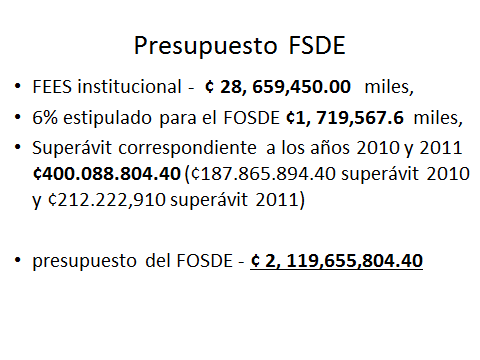 Presupuesto FSDE
• FEES institucional - ¢ 28, 659,450.00 miles,
• 6% estipulado para el FOSDE ¢1, 719,567.6 miles,
• Superávit correspondiente a los años 2010 y 2011
¢400.088.804.40 (¢187.865.894.40 superávit 2010
y ¢212.222,910 superávit 2011)
• presupuesto del FOSDE - ¢ 2, 119,655,804.40